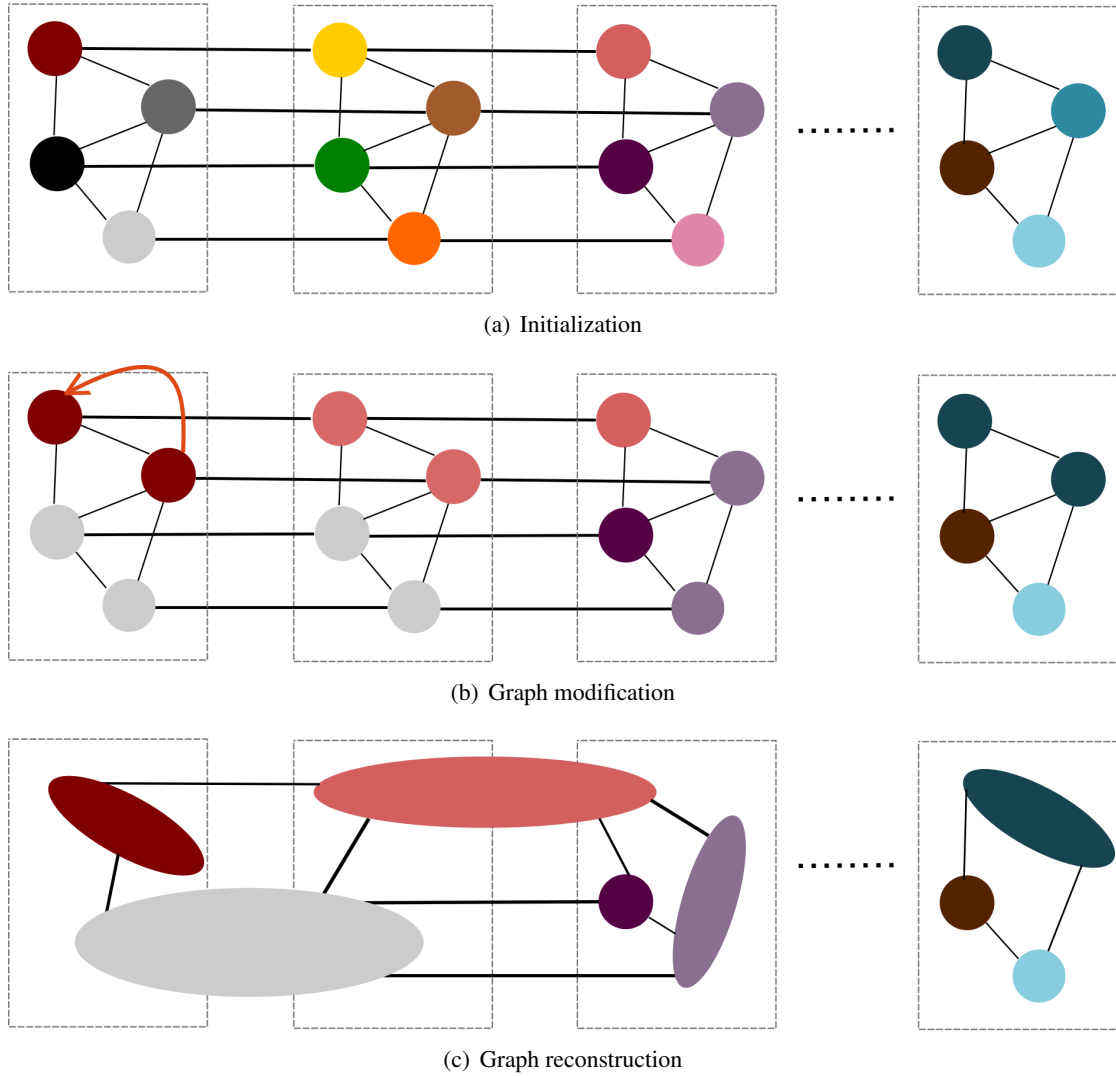 (a) Initialization
(b) Graph modification
(c) Graph reconstruction